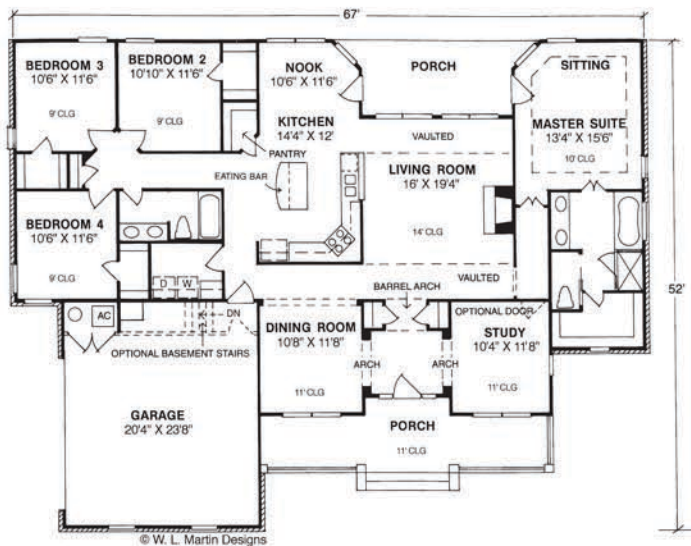 67'
BEDROOM 3
10'6" X 11'6"
9' CLG
BEDROOM 2
10'10" X 11'6"
9' CLG
NOOK
10'6" X 11'6"
KITCHEN
14'4" X 12'
PANTRY
EATING BAR
PORCH
VAULTED
LIVING ROOM
16' X 19'4"
14' CLG
VAULTED
SITTING
MASTER SUITE
13'4" X 15'6"
10' CLG
BEDROOM 4
10'6" X 11'6"
9' CLG
D
W
52'
AC
DN
OPTIONAL BASEMENT STAIRS
BARREL ARCH
DINING ROOM
10'8" X 11'8"
11' CLG
ARCH
ARCH
OPTIONAL DOOR
STUDY
10'4" X 11'8"
11' CLG
GARAGE
20'4" X 23'8"
PORCH
11' CLG
© W. L. Martin Designs